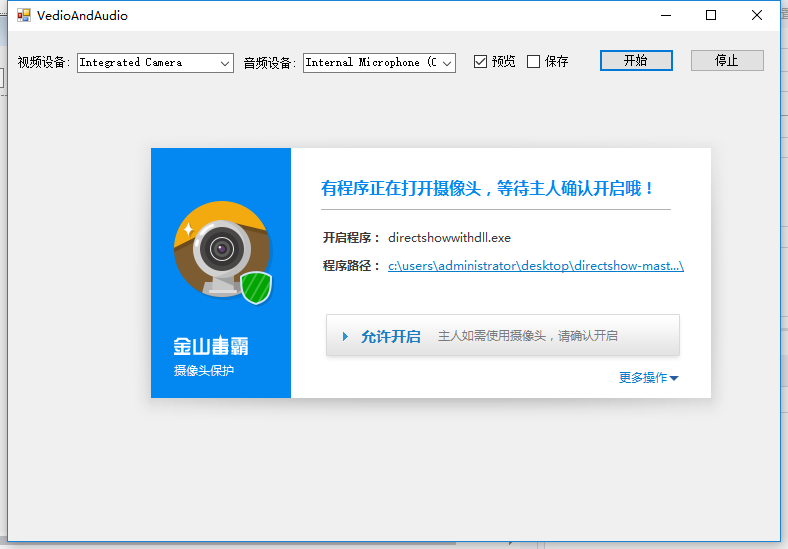 VedioAndAudio
视频设备: Integrated Camera 音频设备: Internal Microphone (C 预览 保存 开始 停止
有程序正在打开摄像头，等待主人确认开启哦！
开启程序： directshowwithdll.exe
程序路径： c:\users\administrator\desktop\directshow-mast...\
允许开启 主人如需使用摄像头，请确认开启
金山毒霸
摄像头保护
更多操作